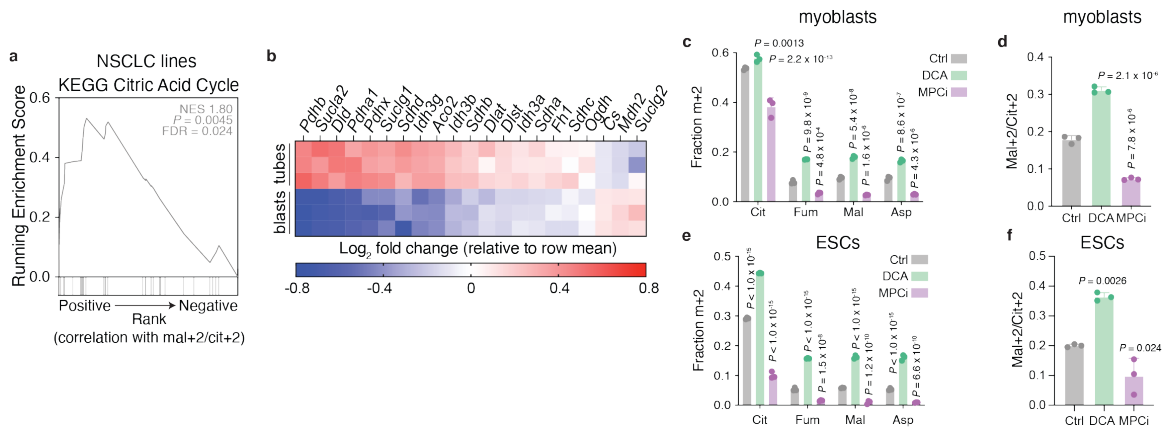 a
NSCLC lines
KEGG Citric Acid Cycle
NES 1.80
P = 0.0045
FDR = 0.024
Running Enrichment Score
0.6
0.4
0.2
0.0
Positive Negative
Rank
(correlation with mal+2/cit+2)
b
Pdhb Sucla2 Dld Pdha1 Pdhx Suclg1 Sdhd Idh3g Aco2 Idh3b Sdhb Dlat Dlst Idh3a Sdha Fh1 Sdhc Ogdh Cs Mdh2 Suclg2
tubes
blasts
Log2 fold change (relative to row mean)
-0.8 -0.4 0 0.4 0.8
myoblasts
c
Fraction m+2
0.6
0.4
0.2
0.0
P = 0.0013
P = 2.2 x 10-13
P = 9.9 x 10-9
P = 4.8 x 10-6
P = 5.4 x 10-8
P = 1.6 x 10-6
P = 8.6 x 10-7
P = 4.3 x 10-6
Cit Fum Mal Asp
Ctrl
DCA
MPCi
myoblasts
d
Mal+2/Cit+2
0.4
0.3
0.2
0.1
0.0
P = 2.1 x 10-6
P = 7.8 x 10-6
Ctrl DCA MPCi
e
ESCs
Fraction m+2
0.5
0.4
0.3
0.2
0.1
0.0
P < 1.0 x 10-15
P < 1.0 x 10-15
P < 1.0 x 10-15
P = 1.5 x 10-8
P < 1.0 x 10-15
P = 1.2 x 10-10
P < 1.0 x 10-15
P = 6.6 x 10-10
Cit Fum Mal Asp
Ctrl
DCA
MPCi
f
ESCs
Mal+2/Cit+2
0.5
0.4
0.3
0.2
0.1
0.0
P = 0.0026
P = 0.024
Ctrl DCA MPCi